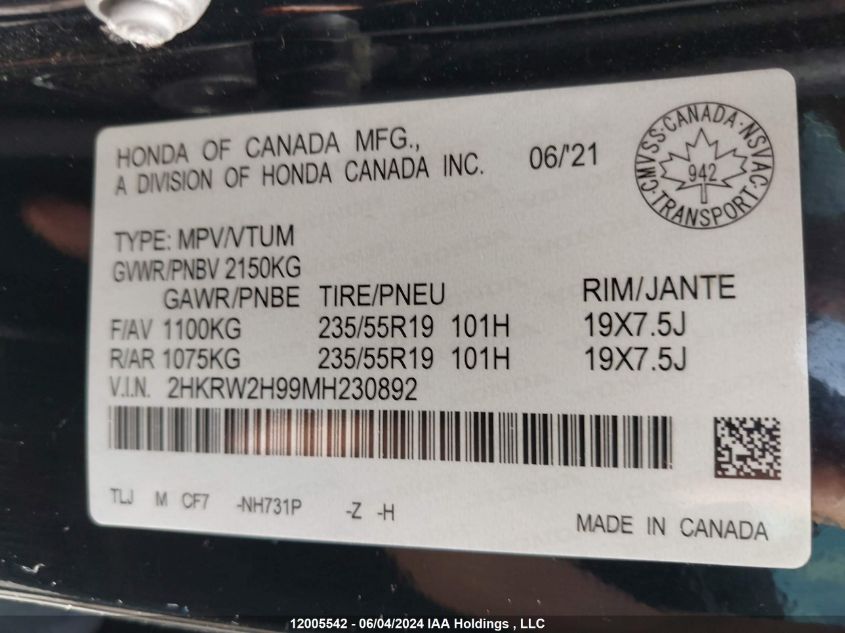 HONDA OF CANADA MFG.,
A DIVISION OF HONDA CANADA INC. 06/'21
CMVSS·CANADA·NSVAC·TRANSPORT·
942
TYPE: MPV/VTUM
GVWR/PNBV 2150KG
GAWR/PNBE TIRE/PNEU RIM/JANTE
F/AV 1100KG 235/55R19 101H 19X7.5J
R/AR 1075KG 235/55R19 101H 19X7.5J
V.I.N. 2HKRW2H99MH230892
TLJ M CF7 -NH731P -Z -H
MADE IN CANADA
12005542 - 06/04/2024 IAA Holdings , LLC